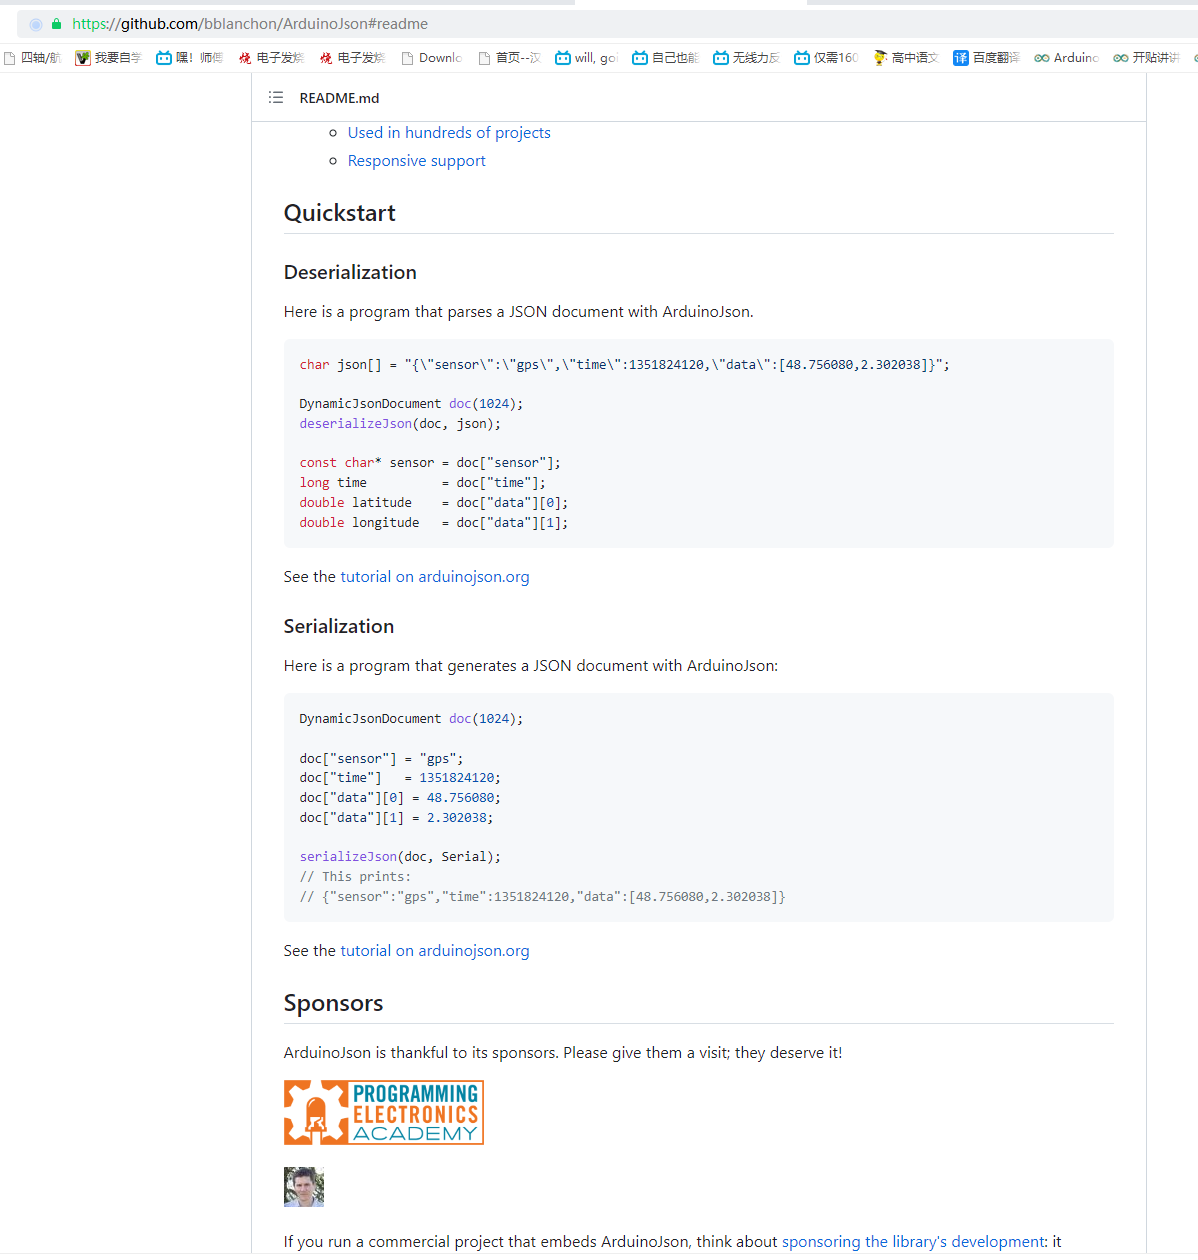 https://github.com/bblanchon/ArduinoJson#readme
四轴/航 我要自学 嘿！师傅 电子发烧 电子发烧 Downlo 首页--汉 will, goi 自己也能 无线力反 仅需160 高中语文 译 百度翻译 Arduino 开贴讲讲
README.md
Used in hundreds of projects
Responsive support
Quickstart
Deserialization
Here is a program that parses a JSON document with ArduinoJson.
char json[] = "{\"sensor\":\"gps\",\"time\":1351824120,\"data\":[48.756080,2.302038]}";
DynamicJsonDocument doc(1024);
deserializeJson(doc, json);
const char* sensor = doc["sensor"];
long time          = doc["time"];
double latitude    = doc["data"][0];
double longitude   = doc["data"][1];
See the tutorial on arduinojson.org
Serialization
Here is a program that generates a JSON document with ArduinoJson:
DynamicJsonDocument doc(1024);
doc["sensor"] = "gps";
doc["time"]   = 1351824120;
doc["data"][0] = 48.756080;
doc["data"][1] = 2.302038;
serializeJson(doc, Serial);
// This prints:
// {"sensor":"gps","time":1351824120,"data":[48.756080,2.302038]}
See the tutorial on arduinojson.org
Sponsors
ArduinoJson is thankful to its sponsors. Please give them a visit; they deserve it!
PROGRAMMING
ELECTRONICS
ACADEMY
If you run a commercial project that embeds ArduinoJson, think about sponsoring the library's development: it